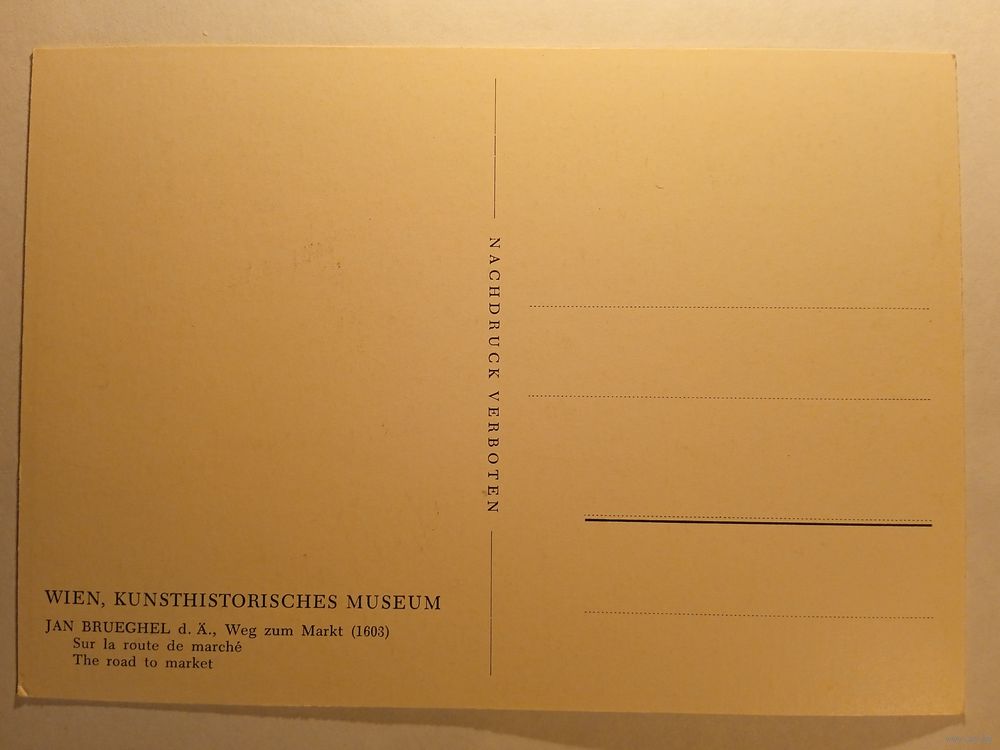 WIEN, KUNSTHISTORISCHES MUSEUM
JAN BRUEGHEL d. Ä., Weg zum Markt (1603)
Sur la route de marché
The road to market
NACHDRUCK VERBOTEN